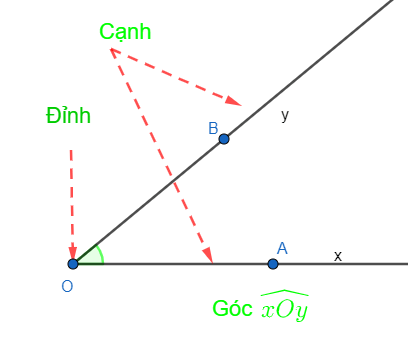 Cạnh
Đỉnh
B
y
A
x
O
Góc $\widehat{xOy}$